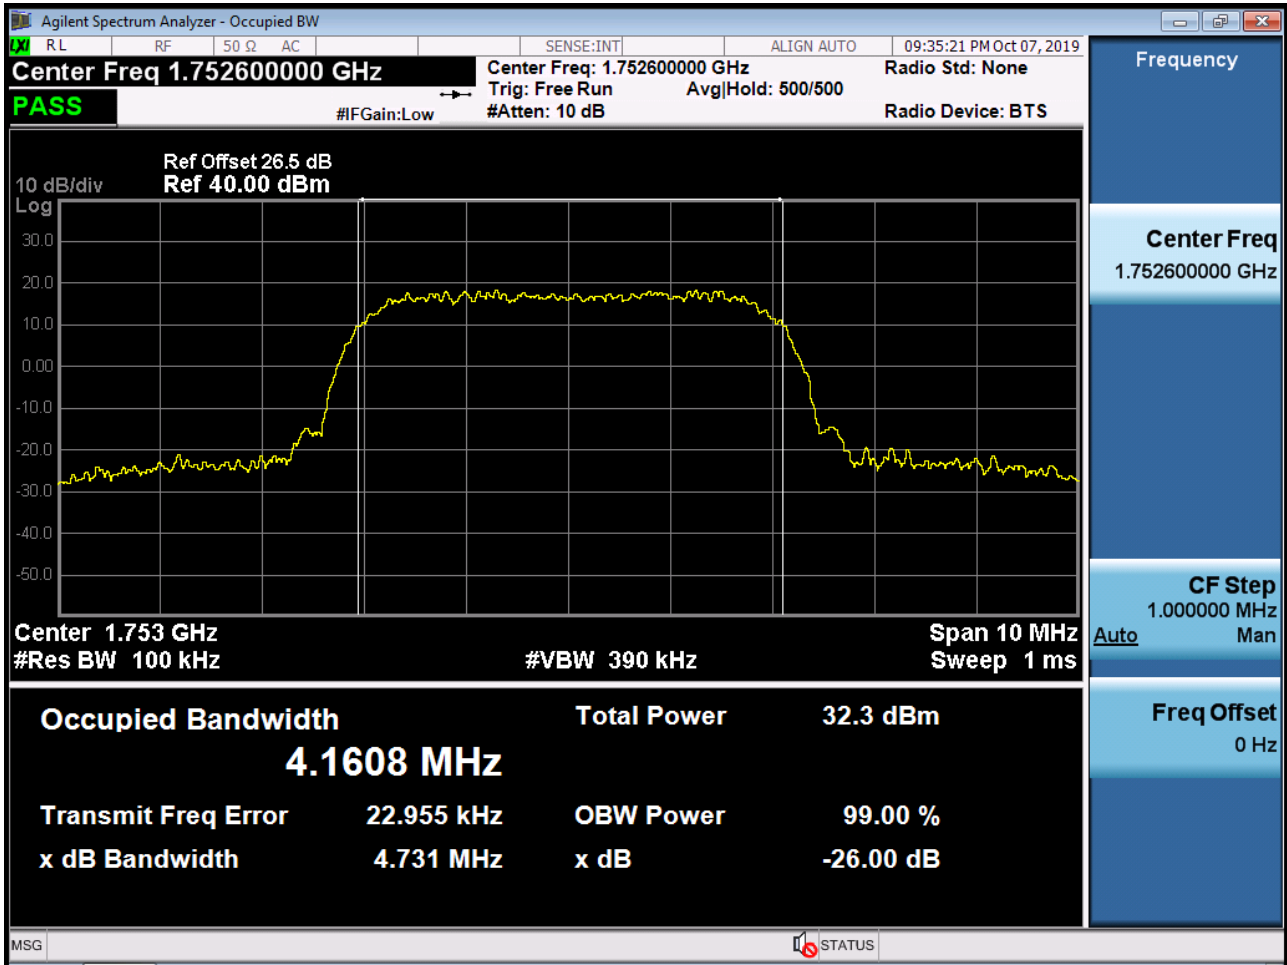 Agilent Spectrum Analyzer - Occupied BW
LXI RL RF 50 Ω AC SENSE:INT ALIGN AUTO 09:35:21 PM Oct 07, 2019
Center Freq 1.752600000 GHz
PASS
#IFGain:Low
Center Freq: 1.752600000 GHz
Trig: Free Run Avg|Hold: 500/500
#Atten: 10 dB
Radio Std: None
Radio Device: BTS
Ref Offset 26.5 dB
10 dB/div Ref 40.00 dBm
Log
30.0
20.0
10.0
0.00
-10.0
-20.0
-30.0
-40.0
-50.0
Center 1.753 GHz Span 10 MHz
#Res BW 100 kHz #VBW 390 kHz Sweep 1 ms
Occupied Bandwidth Total Power 32.3 dBm
4.1608 MHz
Transmit Freq Error 22.955 kHz OBW Power 99.00 %
x dB Bandwidth 4.731 MHz x dB -26.00 dB
MSG STATUS
Frequency
Center Freq
1.752600000 GHz
CF Step
1.000000 MHz
Auto Man
Freq Offset
0 Hz